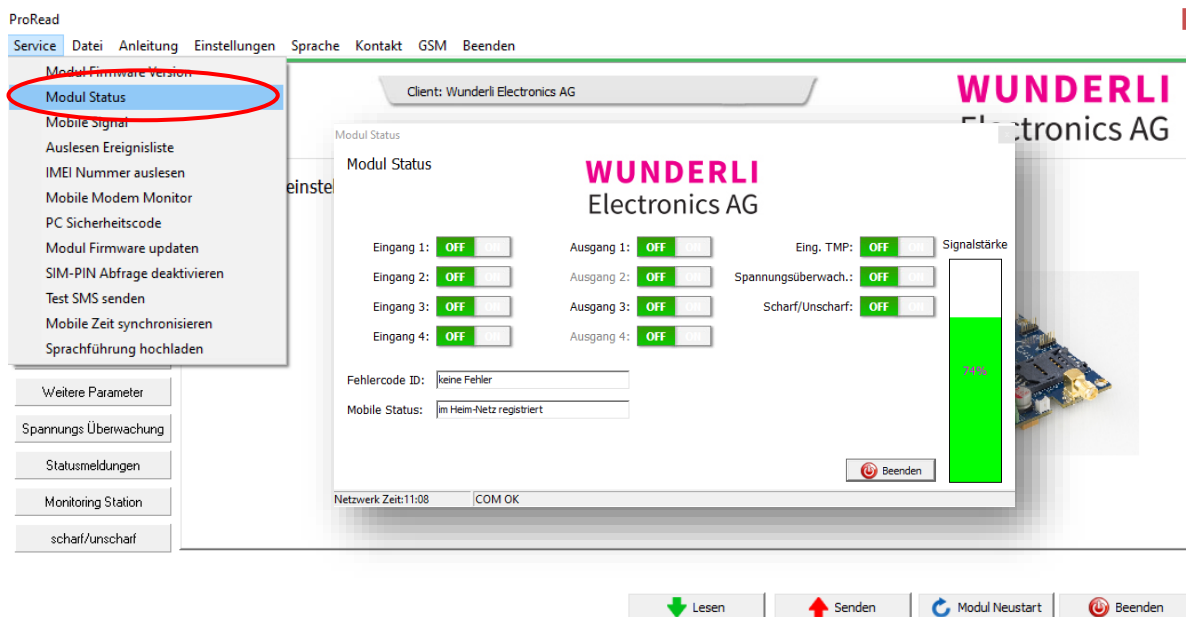 ProRead
Service Datei Anleitung Einstellungen Sprache Kontakt GSM Beenden
Modul Firmware Version
Modul Status
Mobile Signal
Auslesen Ereignisliste
IMEI Nummer auslesen
Mobile Modem Monitor
PC Sicherheitscode
Modul Firmware updaten
SIM-PIN Abfrage deaktivieren
Test SMS senden
Mobile Zeit synchronisieren
Sprachführung hochladen
Weitere Parameter
Spannungs Überwachung
Statusmeldungen
Monitoring Station
scharf/unscharf
Client: Wunderli Electronics AG
WUNDERLI
Electronics AG
Modul Status
Modul Status
WUNDERLI
Electronics AG
Eingang 1: OFF ON Ausgang 1: OFF ON Eing. TMP: OFF ON Signalstärke
Eingang 2: OFF ON Ausgang 2: OFF ON Spannungsüberwach.: OFF ON
Eingang 3: OFF ON Ausgang 3: OFF ON Scharf/Unscharf: OFF ON
Eingang 4: OFF ON Ausgang 4: OFF ON
74%
Fehlercode ID: keine Fehler
Mobile Status: im Heim-Netz registriert
Beenden
Netzwerk Zeit:11:08 COM OK
Lesen Senden Modul Neustart Beenden